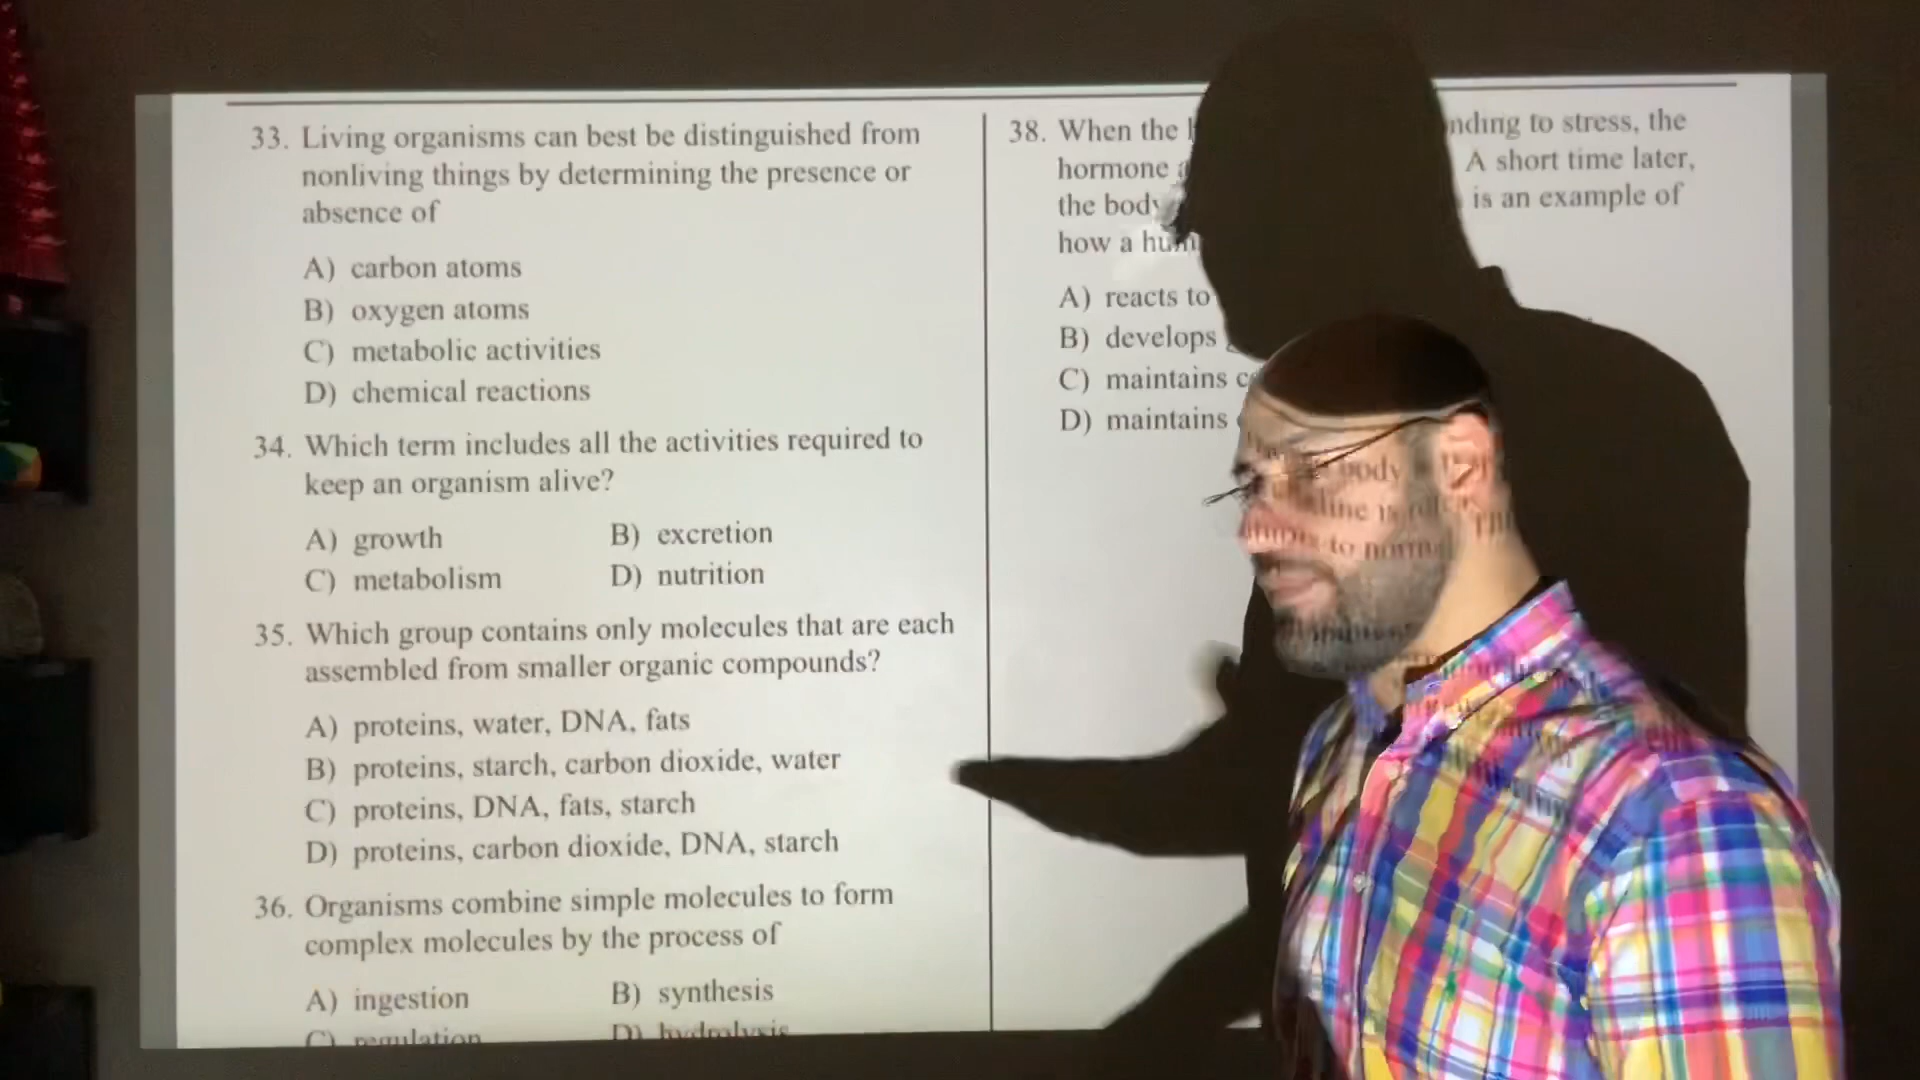 33. Living organisms can best be distinguished from
nonliving things by determining the presence or
absence of
A) carbon atoms
B) oxygen atoms
C) metabolic activities
D) chemical reactions
34. Which term includes all the activities required to
keep an organism alive?
A) growth B) excretion
C) metabolism D) nutrition
35. Which group contains only molecules that are each
assembled from smaller organic compounds?
A) proteins, water, DNA, fats
B) proteins, starch, carbon dioxide, water
C) proteins, DNA, fats, starch
D) proteins, carbon dioxide, DNA, starch
36. Organisms combine simple molecules to form
complex molecules by the process of
A) ingestion B) synthesis
C) regulation D) hydrolysis
38. When the to stress, the
hormone A short time later,
the body is an example of
how a
A) reacts to
B) develops
C) maintains
D) maintains
body
to